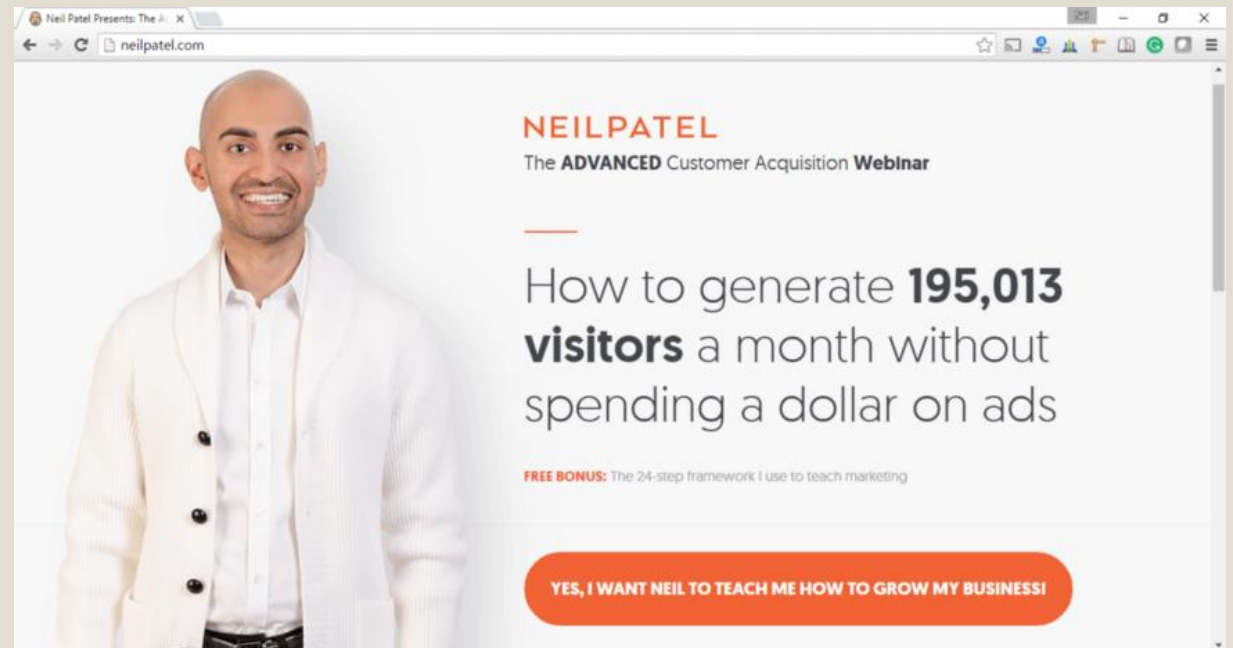 Neil Patel Presents: The A
neilpatel.com
NEILPATEL
The ADVANCED Customer Acquisition Webinar
How to generate 195,013
visitors a month without
spending a dollar on ads
FREE BONUS: The 24-step framework I use to teach marketing
YES, I WANT NEIL TO TEACH ME HOW TO GROW MY BUSINESS!